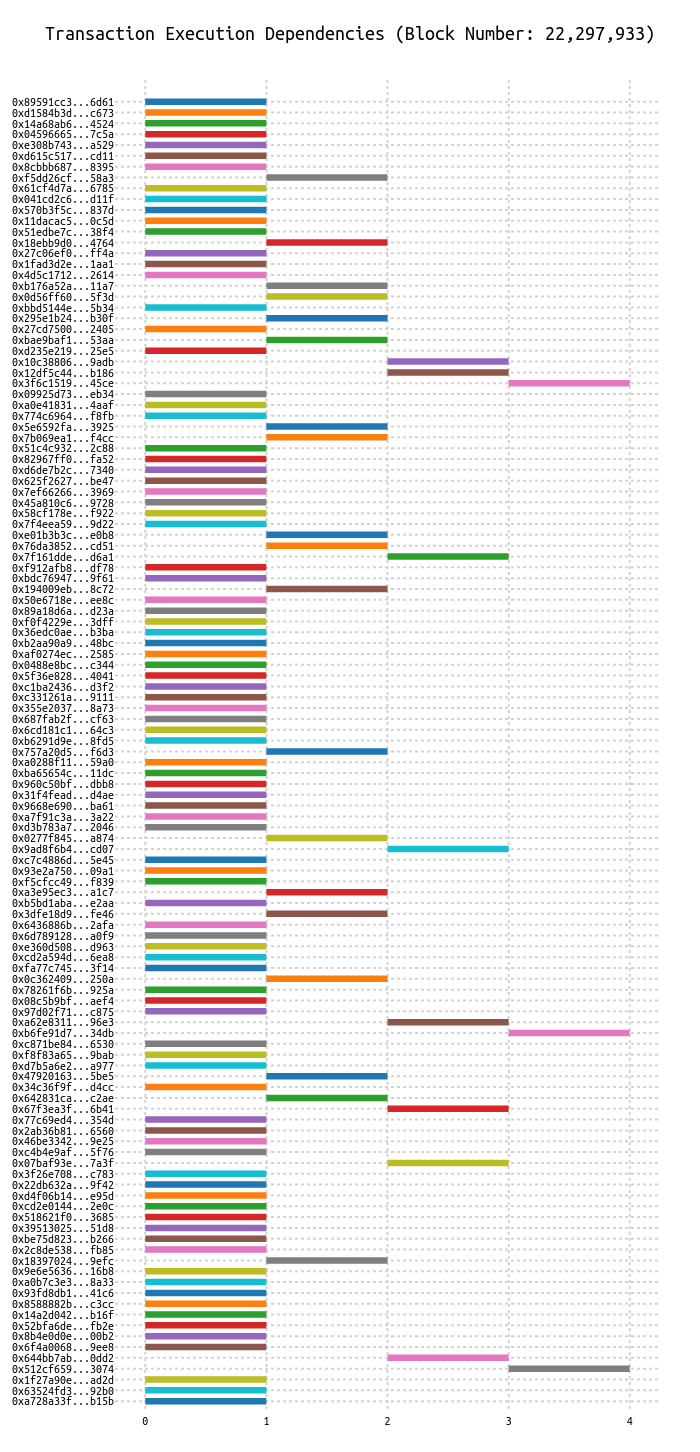 Transaction Execution Dependencies (Block Number: 22,297,933)
0x89591cc3...6d61
0xd1584b3d...c673
0x14a68ab6...4524
0x04596665...7c5a
0xe308b743...a529
0xd615c517...cd11
0x8cbbb687...8395
0xf5dd26cf...58a3
0x61cf4d7a...6785
0x041cd2c6...d11f
0x570b3f5c...837d
0x11dacac5...0c5d
0x51edbe7c...38f4
0x18ebb9d0...4764
0x27c06ef0...ff4a
0x1fad3d2e...1aa1
0x4d5c1712...2614
0xb176a52a...11a7
0x0d56ff60...5f3d
0xbbd5144e...5b34
0x295e1b24...b30f
0x27cd7500...2405
0xbae9baf1...53aa
0xd235e219...25e5
0x10c38806...9adb
0x12df5c44...b186
0x3f6c1519...45ce
0x09925d73...eb34
0xa0e41831...4aaf
0x774c6964...f8fb
0x5e6592fa...3925
0x7b069ea1...f4cc
0x51c4c932...2c88
0x82967ff0...fa52
0xd6de7b2c...7340
0x625f2627...be47
0x7ef66266...3969
0x45a810c6...9728
0x58cf178e...f922
0x7f4eea59...9d22
0xe01b3b3c...e0b8
0x76da3852...cd51
0x7f161dde...d6a1
0xf912afb8...df78
0xbdc76947...9f61
0x194009eb...8c72
0x50e6718e...ee8c
0x89a18d6a...d23a
0xf0f4229e...3dff
0x36edc0ae...b3ba
0xb2aa90a9...48bc
0xaf0274ec...2585
0x0488e8bc...c344
0x5f36e828...4041
0xc1ba2436...d3f2
0xc331261a...9111
0x355e2037...8a73
0x687fab2f...cf63
0x6cd181c1...64c3
0xb6291d9e...8fd5
0x757a20d5...f6d3
0xa0288f11...59a0
0xba65654c...11dc
0x960c50bf...dbb8
0x31f4fead...d4ae
0x9668e690...ba61
0xa7f91c3a...3a22
0xd3b783a7...2046
0x0277f845...a874
0x9ad8f6b4...cd07
0xc7c4886d...5e45
0x93e2a750...09a1
0xf5cfcc49...f839
0xa3e95ec3...a1c7
0xb5bd1aba...e2aa
0x3dfe18d9...fe46
0x6436886b...2afa
0x6d789128...a0f9
0xe360d508...d963
0xcd2a594d...6ea8
0xfa77c745...3f14
0x0c362409...250a
0x78261f6b...925a
0x08c5b9bf...aef4
0x97d02f71...c875
0xa62e8311...96e3
0xb6fe91d7...34db
0xc871be84...6530
0xf8f83a65...9bab
0xd7b5a6e2...a977
0x47920163...5be5
0x34c36f9f...d4cc
0x642831ca...c2ae
0x67f3ea3f...6b41
0x77c69ed4...354d
0x2ab36b81...6560
0x46be3342...9e25
0xc4b4e9af...5f76
0x07baf93e...7a3f
0x3f26e708...c783
0x22db632a...9f42
0xd4f06b14...e95d
0xcd2e0144...2e0c
0x518621f0...3685
0x39513025...51d8
0xbe75d823...b266
0x2c8de538...fb85
0x18397024...9efc
0x9e6e5636...16b8
0xa0b7c3e3...8a33
0x93fd8db1...41c6
0x8588882b...c3cc
0x14a2d042...b16f
0x52bfa6de...fb2e
0x8b4e0d0e...00b2
0x6f4a0068...9ee8
0x644bb7ab...0dd2
0x512cf659...3074
0x1f27a90e...ad2d
0x63524fd3...92b0
0xa728a33f...b15b
0 1 2 3 4